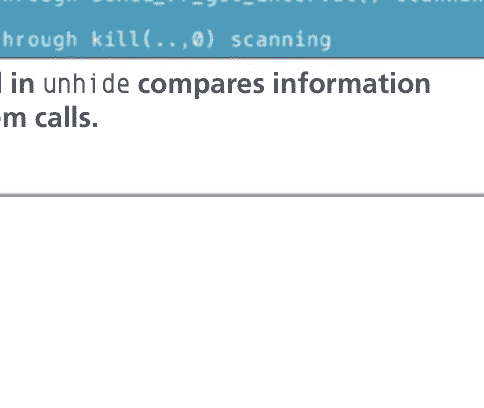 hrough kill(..,0) scanning
in unhide compares information
m calls.